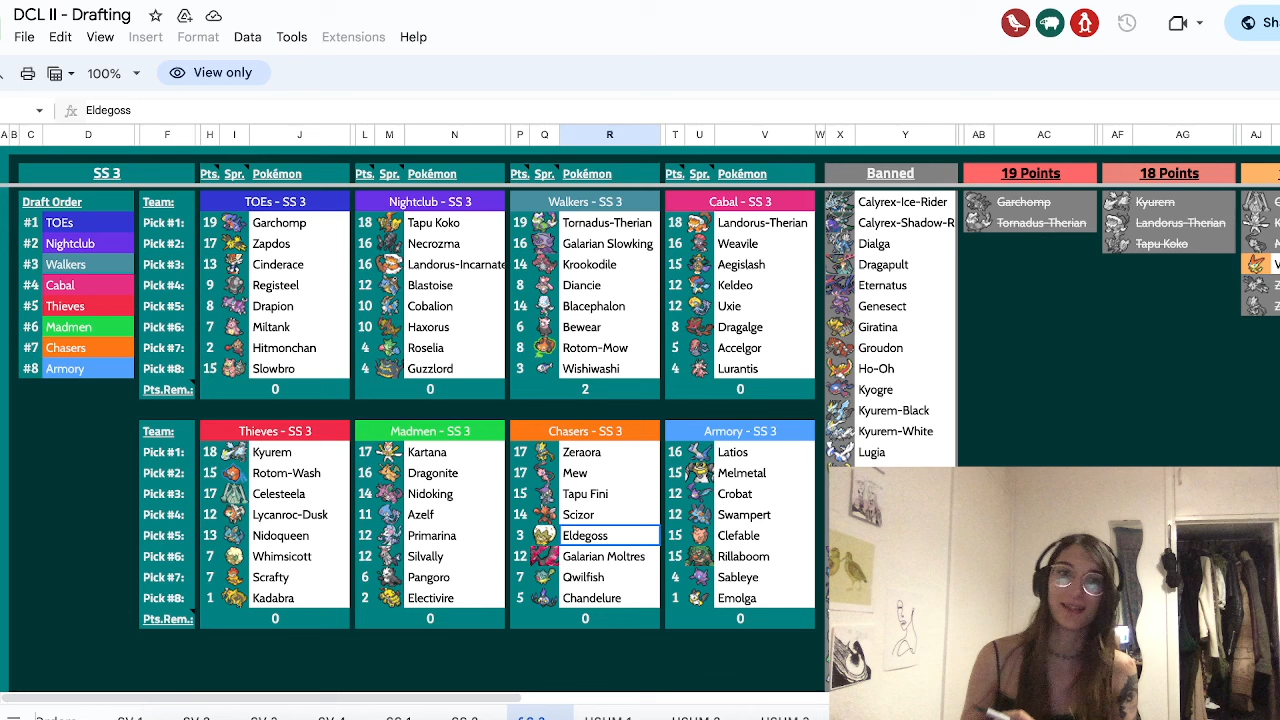 DCL II - Drafting
File Edit View Insert Format Data Tools Extensions Help
100% View only
Eldegoss
A B C D F H I J L M N P Q R T U V W X Y AB AC AF AG AJ
SS 3 Pts. Spr. Pokémon Pts. Spr. Pokémon Pts. Spr. Pokémon Pts. Spr. Pokémon Banned 19 Points 18 Points
Draft Order Team: TOEs - SS 3 Nightclub - SS 3 Walkers - SS 3 Cabal - SS 3 Calyrex-Ice-Rider Garchomp Kyurem
#1 TOEs Pick #1: 19 Garchomp 18 Tapu Koko 19 Tornadus-Therian 18 Landorus-Therian Calyrex-Shadow-R Tornadus-Therian Landorus-Therian
#2 Nightclub Pick #2: 17 Zapdos 16 Necrozma 16 Galarian Slowking 16 Weavile Dialga Tapu Koko
#3 Walkers Pick #3: 13 Cinderace 16 Landorus-Incarnate 14 Krookodile 15 Aegislash Dragapult
#4 Cabal Pick #4: 9 Registeel 12 Blastoise 8 Diancie 12 Keldeo Eternatus
#5 Thieves Pick #5: 8 Drapion 10 Cobalion 14 Blacephalon 12 Uxie Genesect
#6 Madmen Pick #6: 7 Miltank 10 Haxorus 6 Bewear 8 Dragalge Giratina
#7 Chasers Pick #7: 2 Hitmonchan 4 Roselia 8 Rotom-Mow 5 Accelgor Groudon
#8 Armory Pick #8: 15 Slowbro 4 Guzzlord 3 Wishiwashi 4 Lurantis Ho-Oh
Pts.Rem.: 0 0 2 0 Kyogre
Kyurem-Black
Team: Thieves - SS 3 Madmen - SS 3 Chasers - SS 3 Armory - SS 3 Kyurem-White
Pick #1: 18 Kyurem 17 Kartana 17 Zeraora 16 Latios Lugia
Pick #2: 15 Rotom-Wash 16 Dragonite 17 Mew 15 Melmetal
Pick #3: 17 Celesteela 14 Nidoking 15 Tapu Fini 12 Crobat
Pick #4: 12 Lycanroc-Dusk 11 Azelf 14 Scizor 12 Swampert
Pick #5: 13 Nidoqueen 12 Primarina 3 Eldegoss 15 Clefable
Pick #6: 7 Whimsicott 12 Silvally 12 Galarian Moltres 15 Rillaboom
Pick #7: 7 Scrafty 6 Pangoro 7 Qwilfish 4 Sableye
Pick #8: 1 Kadabra 2 Electivire 5 Chandelure 1 Emolga
Pts.Rem.: 0 0 0 0